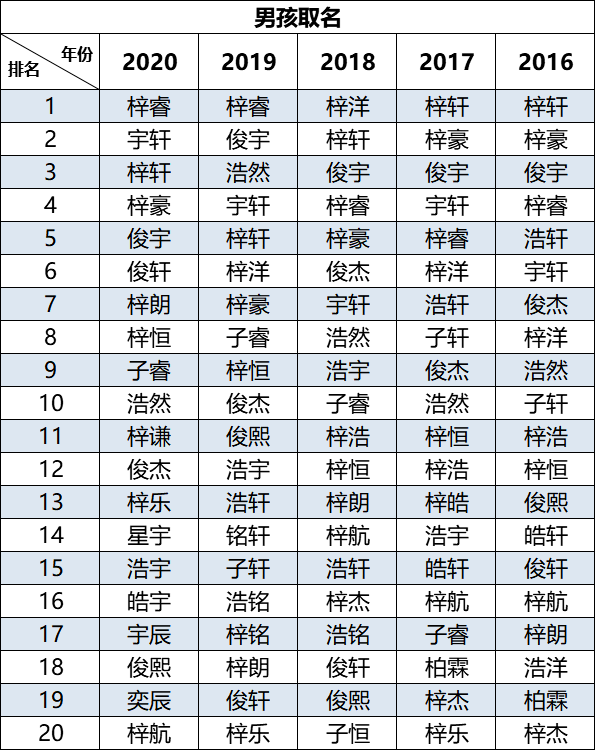 男孩取名
年份
排名 2020 2019 2018 2017 2016
1 梓睿 梓睿 梓洋 梓轩 梓轩
2 宇轩 俊宇 梓轩 梓豪 梓豪
3 梓轩 浩然 俊宇 俊宇 俊宇
4 梓豪 宇轩 梓睿 宇轩 梓睿
5 俊宇 梓轩 梓豪 梓睿 浩轩
6 俊轩 梓洋 俊杰 梓洋 宇轩
7 梓朗 梓豪 宇轩 浩轩 俊杰
8 梓恒 子睿 浩然 子轩 梓洋
9 子睿 梓恒 浩宇 俊杰 浩然
10 浩然 俊杰 子睿 浩然 子轩
11 梓谦 俊熙 梓浩 梓恒 梓浩
12 俊杰 浩宇 梓恒 梓浩 梓恒
13 梓乐 浩轩 梓朗 梓皓 俊熙
14 星宇 铭轩 梓航 浩宇 皓轩
15 浩宇 子轩 浩轩 皓轩 俊轩
16 皓宇 浩铭 梓杰 梓航 梓航
17 宇辰 梓铭 浩铭 子睿 梓朗
18 俊熙 梓朗 俊轩 柏霖 浩洋
19 奕辰 俊轩 俊熙 梓杰 柏霖
20 梓航 梓乐 子恒 梓乐 梓杰